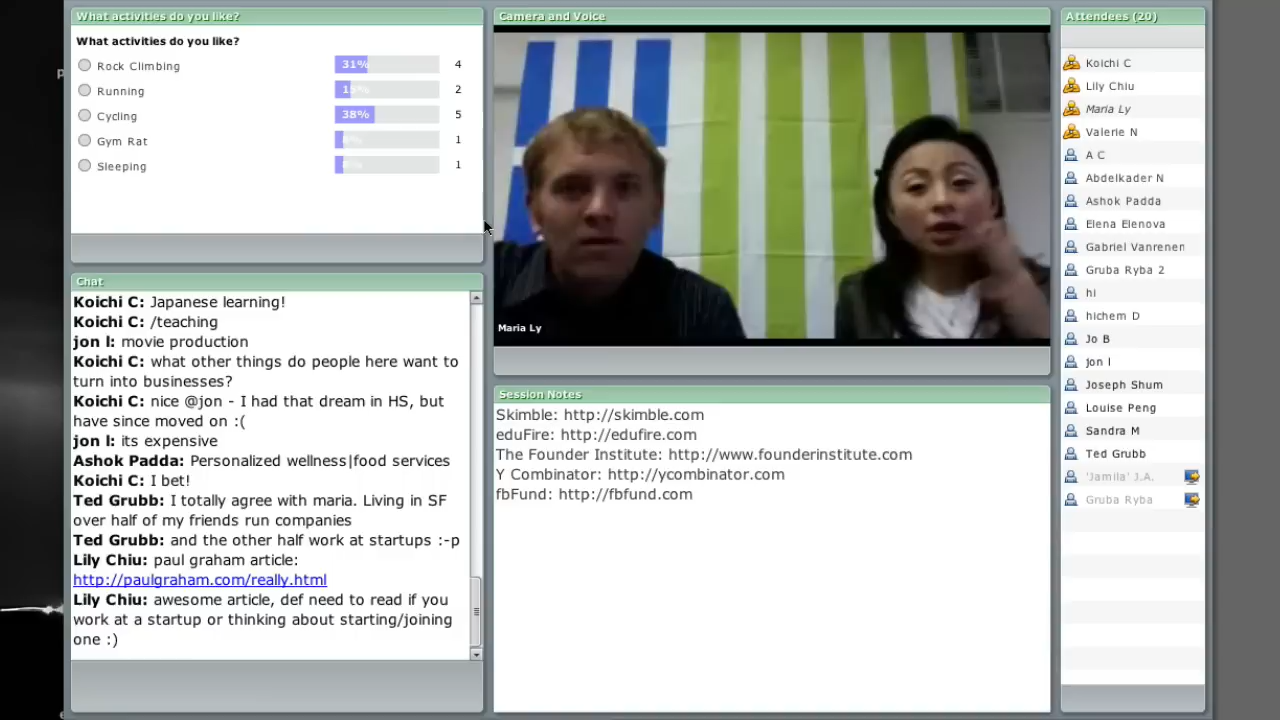 What activities do you like?
What activities do you like?
Rock Climbing 31% 4
Running 2
Cycling 38% 5
Gym Rat 1
Sleeping 1
Chat
Koichi C: Japanese learning!
Koichi C: /teaching
jon l: movie production
Koichi C: what other things do people here want to
turn into businesses?
Koichi C: nice @jon - I had that dream in HS, but
have since moved on :(
jon l: its expensive
Ashok Padda: Personalized wellness|food services
Koichi C: I bet!
Ted Grubb: I totally agree with maria. Living in SF
over half of my friends run companies
Ted Grubb: and the other half work at startups :-p
Lily Chiu: paul graham article:
http://paulgraham.com/really.html
Lily Chiu: awesome article, def need to read if you
work at a startup or thinking about starting/joining
one :)
Camera and Voice
Maria Ly
Session Notes
Skimble: http://skimble.com
eduFire: http://edufire.com
The Founder Institute: http://www.founderinstitute.com
Y Combinator: http://ycombinator.com
fbFund: http://fbfund.com
Attendees (20)
Koichi C
Lily Chiu
Maria Ly
Valerie N
A C
Abdelkader N
Ashok Padda
Elena Elenova
Gabriel Vanrenen
Gruba Ryba 2
hi
hichem D
Jo B
jon l
Joseph Shum
Louise Peng
Sandra M
Ted Grubb
'Jamila' J.A.
Gruba Ryba